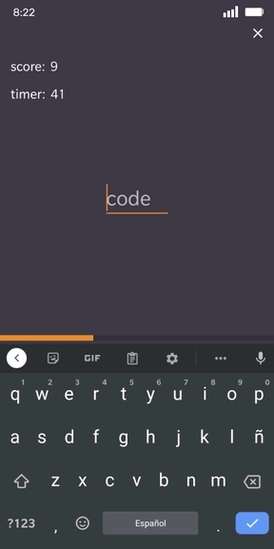 8:22
score: 9
timer: 41
code
GIF
1 2 3 4 5 6 7 8 9 0
q w e r t y u i o p
a s d f g h j k l ñ
z x c v b n m
?123 , Español .